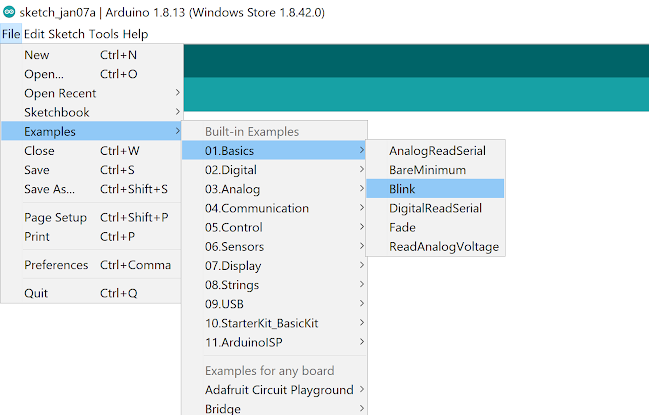 sketch_jan07a | Arduino 1.8.13 (Windows Store 1.8.42.0)
File Edit Sketch Tools Help
New Ctrl+N
Open... Ctrl+O
Open Recent
Sketchbook
Examples
Close Ctrl+W
Save Ctrl+S
Save As... Ctrl+Shift+S
Page Setup Ctrl+Shift+P
Print Ctrl+P
Preferences Ctrl+Comma
Quit Ctrl+Q
Built-in Examples
01.Basics
02.Digital
03.Analog
04.Communication
05.Control
06.Sensors
07.Display
08.Strings
09.USB
10.StarterKit_BasicKit
11.ArduinoISP
Examples for any board
Adafruit Circuit Playground
Bridge
AnalogReadSerial
BareMinimum
Blink
DigitalReadSerial
Fade
ReadAnalogVoltage